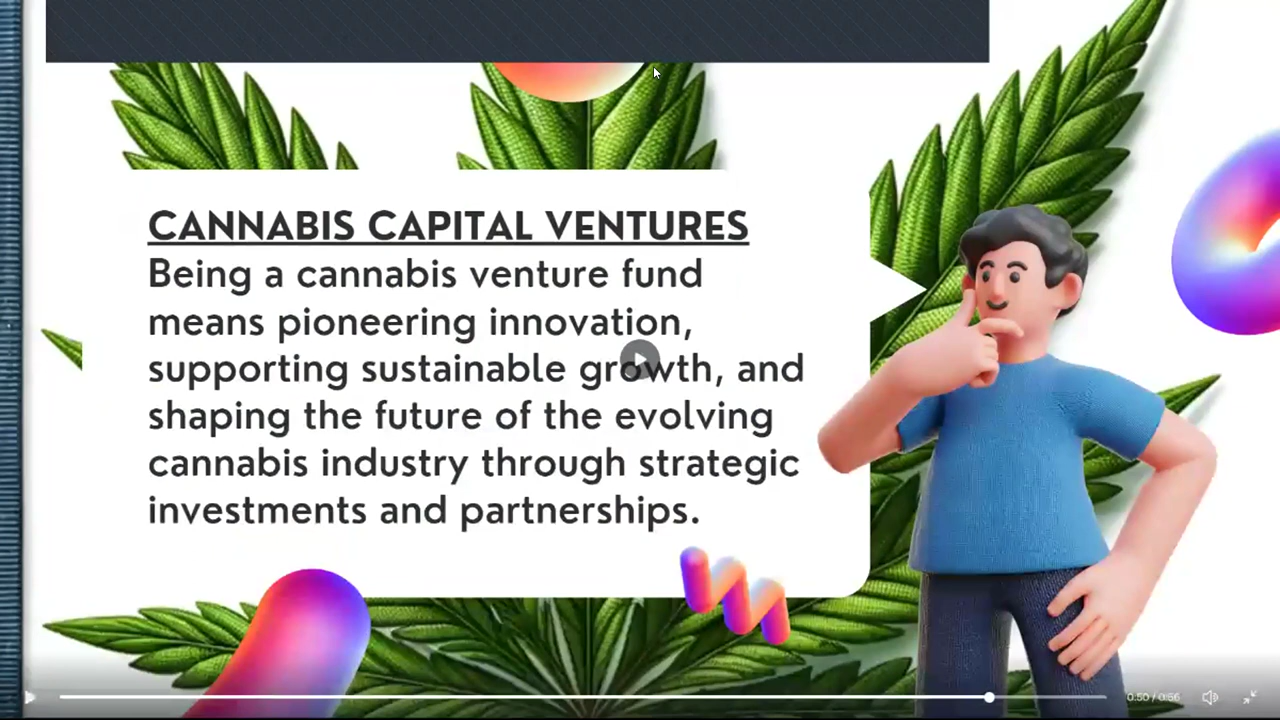 CANNABIS CAPITAL VENTURES
Being a cannabis venture fund
means pioneering innovation,
supporting sustainable growth, and
shaping the future of the evolving
cannabis industry through strategic
investments and partnerships.
0:50 / 0:56